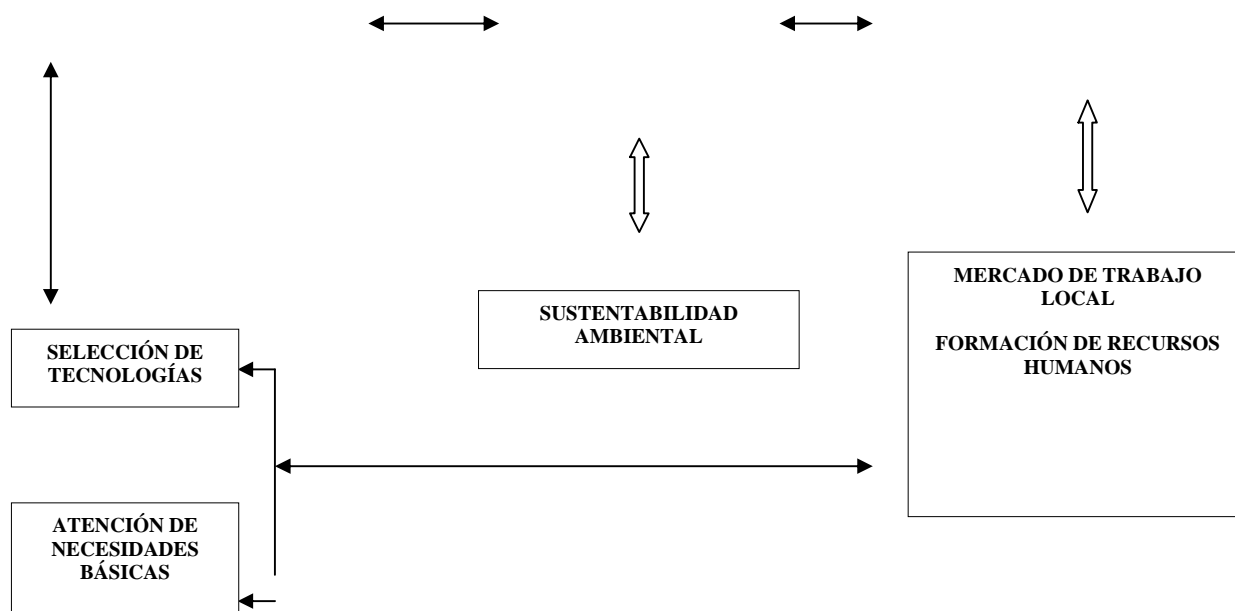 SUSTENTABILIDAD
AMBIENTAL
MERCADO DE TRABAJO
LOCAL
FORMACIÓN DE RECURSOS
HUMANOS
SELECCIÓN DE
TECNOLOGÍAS
ATENCIÓN DE
NECESIDADES
BÁSICAS